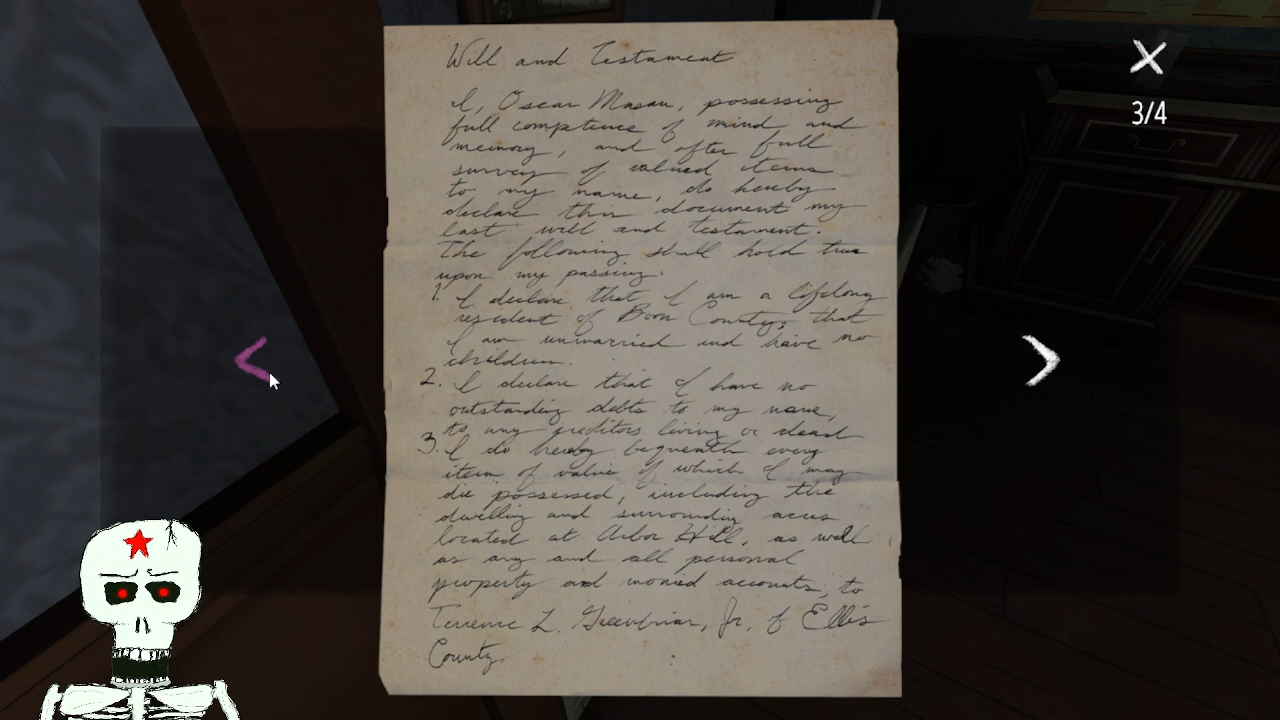 Will and Testament
I, Oscar Masan, possessing
full competence of mind and
memory, and after full
survey of valued items
to my name, do hereby
declare this document my
last will and testament.
The following shall hold true
upon my passing.
1. I declare that I am a lifelong
resident of Boon County, that
I am unmarried and have no
children.
2. I declare that I have no
outstanding debts to my name,
to any creditors living or dead
3. I do hereby bequeath every
item of value of which I may
die possessed, including the
dwelling and surrounding acres
located at Arbor Hill, as well
as any and all personal
property and monied accounts, to
Terrence L. Greenbriar, Jr. of Ellis
County.
3/4